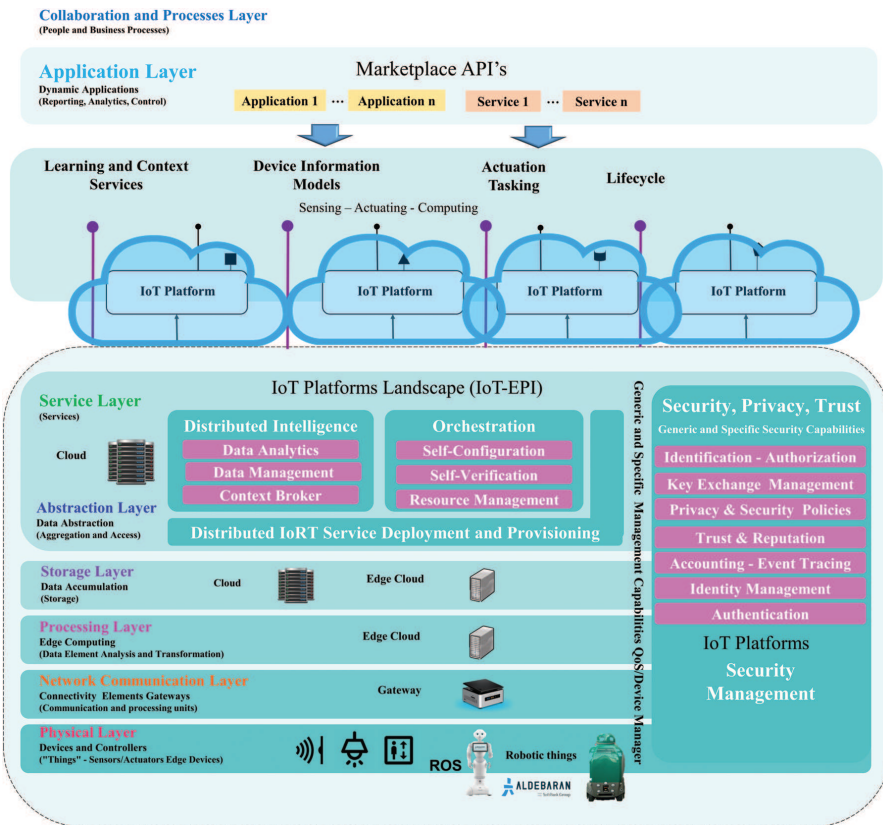 Collaboration and Processes Layer
(People and Business Processes)
Application Layer
Dynamic Applications
(Reporting, Analytics, Control)
Marketplace API's
Application 1 ... Application n
Service 1 ... Service n
Learning and Context
Services
Device Information
Models
Actuation
Tasking
Lifecycle
Sensing – Actuating - Computing
IoT Platform
IoT Platform
IoT Platform
IoT Platform
IoT Platforms Landscape (IoT-EPI)
Service Layer
(Services)
Cloud
Distributed Intelligence
Data Analytics
Data Management
Context Broker
Orchestration
Self-Configuration
Self-Verification
Resource Management
Abstraction Layer
Data Abstraction
(Aggregation and Access)
Distributed IoRT Service Deployment and Provisioning
Storage Layer
Data Accumulation
(Storage)
Cloud
Edge Cloud
Processing Layer
Edge Computing
(Data Element Analysis and Transformation)
Edge Cloud
Network Communication Layer
Connectivity Elements Gateways
(Communication and processing units)
Gateway
Physical Layer
Devices and Controllers
("Things" - Sensors/Actuators Edge Devices)
ROS
Robotic things
ALDEBARAN
SoftBank Group
Generic and Specific Management Capabilities QoS/Device Manager
Security, Privacy, Trust
Generic and Specific Security Capabilities
Identification - Authorization
Key Exchange Management
Privacy & Security Policies
Trust & Reputation
Accounting - Event Tracing
Identity Management
Authentication
IoT Platforms
Security
Management